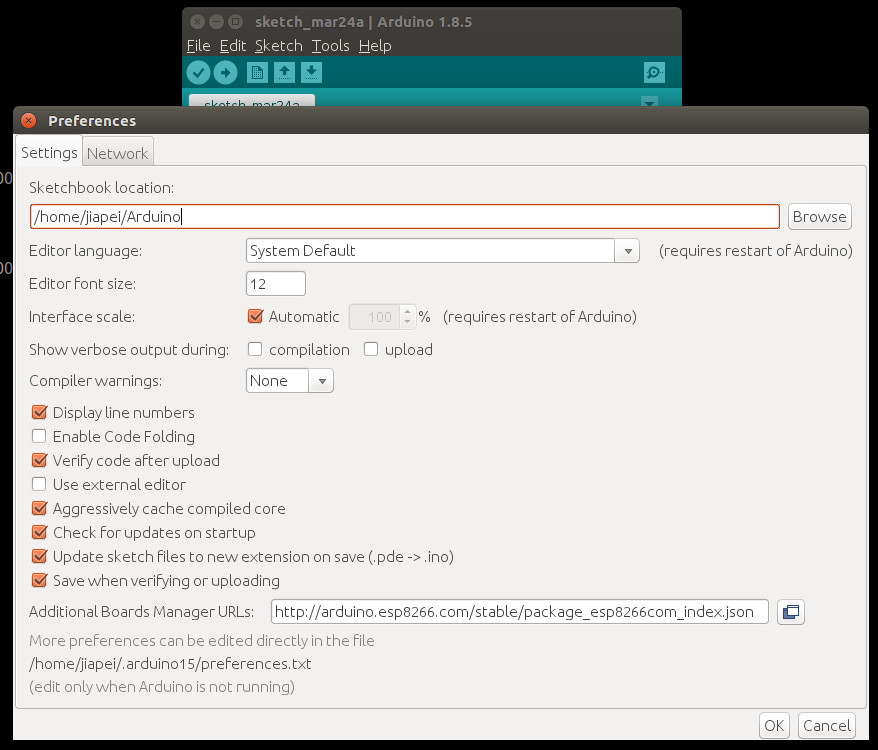 sketch_mar24a | Arduino 1.8.5
File Edit Sketch Tools Help
sketch_mar24a
Preferences
Settings Network
00
Sketchbook location:
/home/jiapei/Arduino Browse
Editor language: System Default (requires restart of Arduino)
00
Editor font size: 12
Interface scale: Automatic 100 % (requires restart of Arduino)
Show verbose output during: compilation upload
Compiler warnings: None
Display line numbers
Enable Code Folding
Verify code after upload
Use external editor
Aggressively cache compiled core
Check for updates on startup
Update sketch files to new extension on save (.pde -> .ino)
Save when verifying or uploading
Additional Boards Manager URLs: http://arduino.esp8266.com/stable/package_esp8266com_index.json
More preferences can be edited directly in the file
/home/jiapei/.arduino15/preferences.txt
(edit only when Arduino is not running)
OK Cancel